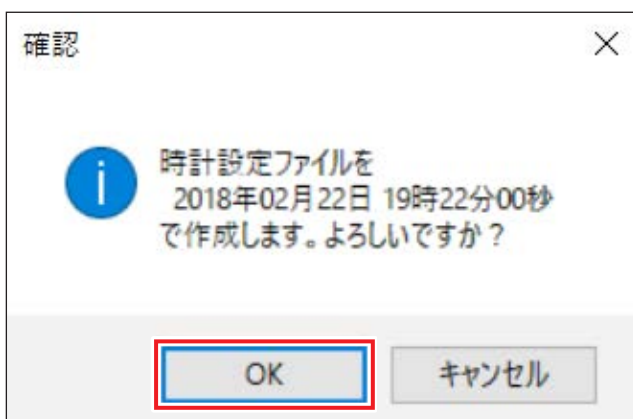 確認
時計設定ファイルを
2018年02月22日 19時22分00秒
で作成します。よろしいですか？
OK
キャンセル